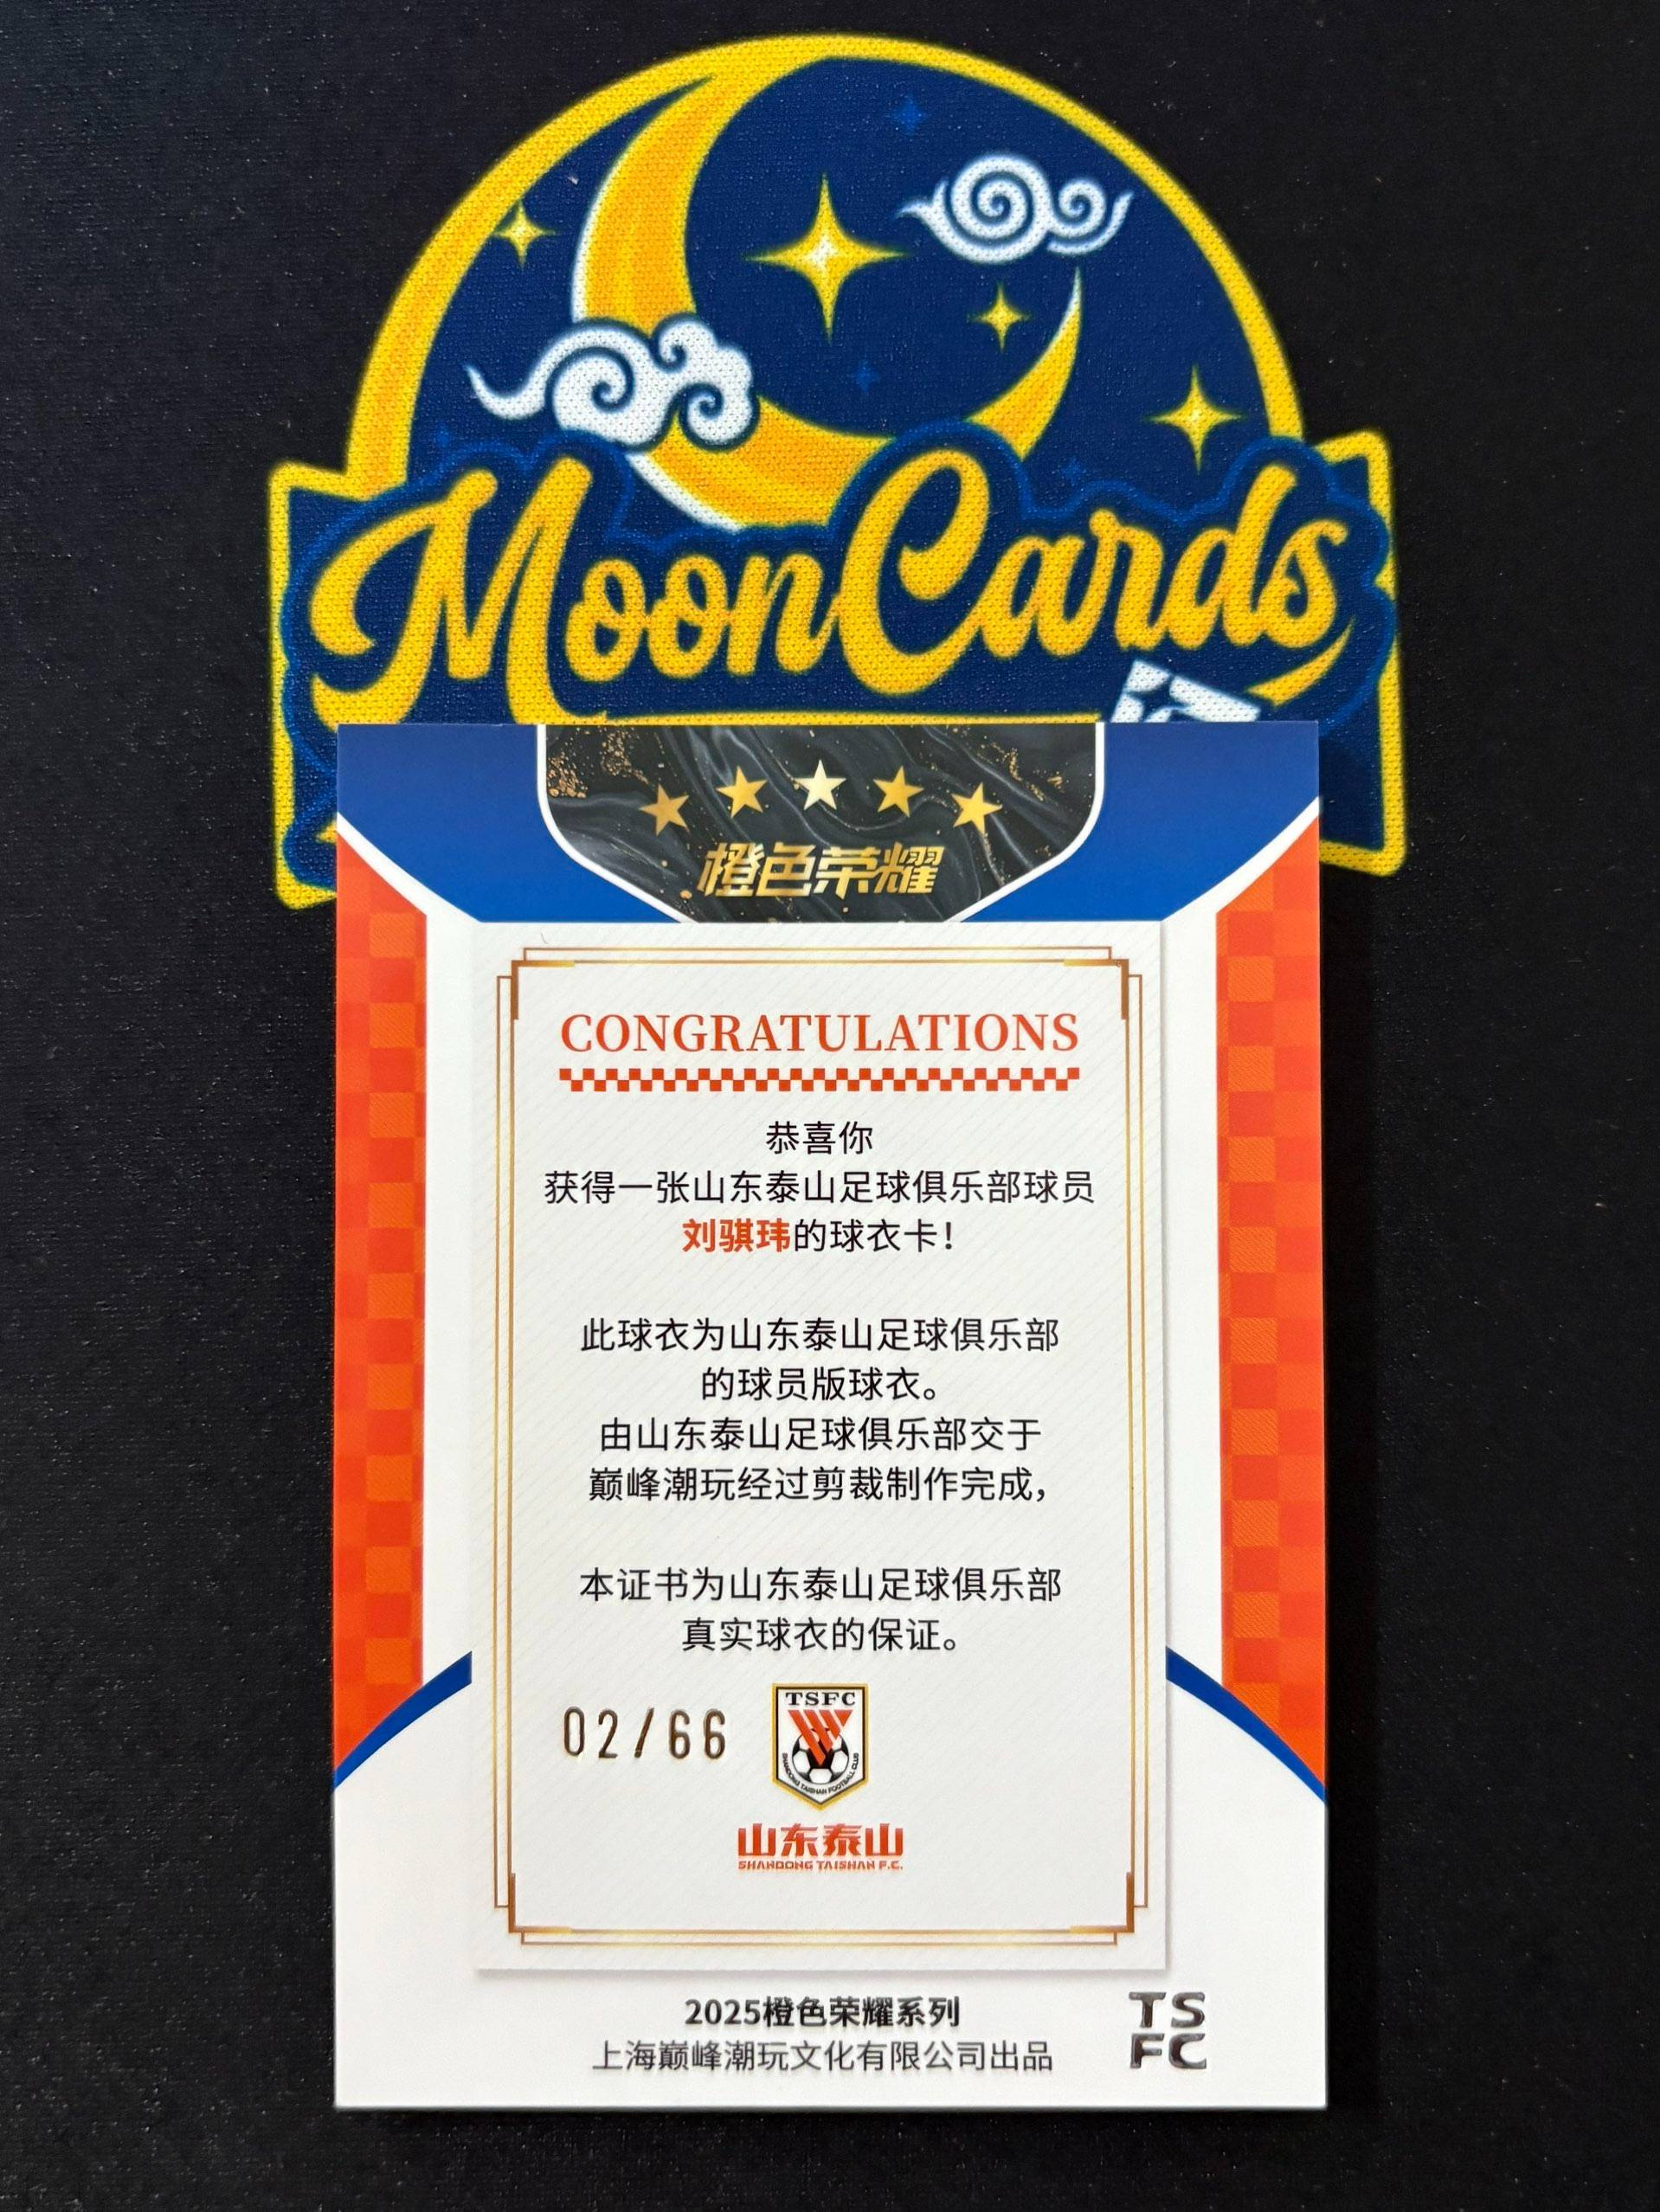 MoonCards
橙色荣耀
CONGRATULATIONS
恭喜你
获得一张山东泰山足球俱乐部球员
刘骐玮的球衣卡！
此球衣为山东泰山足球俱乐部
的球员版球衣。
由山东泰山足球俱乐部交于
巅峰潮玩经过剪裁制作完成，
本证书为山东泰山足球俱乐部
真实球衣的保证。
02/66
TSFC
SHANDONG TAISHAN FOOTBALL CLUB
山东泰山
SHANDONG TAISHAN F.C.
2025橙色荣耀系列
上海巅峰潮玩文化有限公司出品
TS
FC